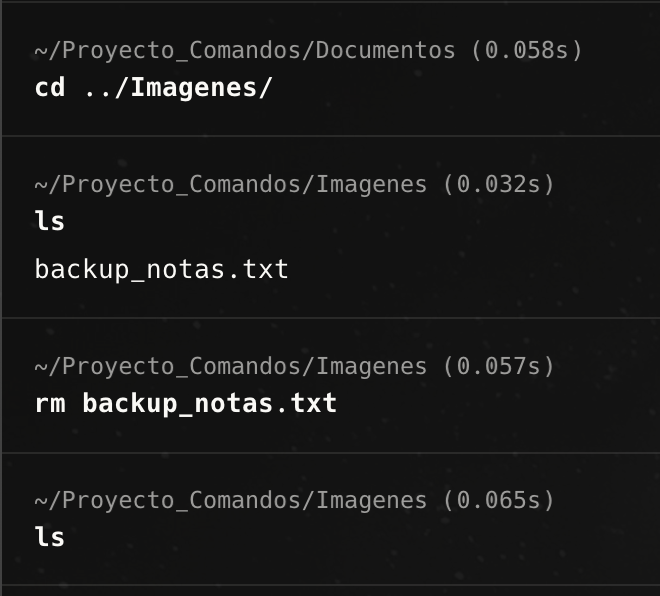 ~/Proyecto_Comandos/Documentos (0.058s)
cd ../Imagenes/
~/Proyecto_Comandos/Imagenes (0.032s)
ls
backup_notas.txt
~/Proyecto_Comandos/Imagenes (0.057s)
rm backup_notas.txt
~/Proyecto_Comandos/Imagenes (0.065s)
ls